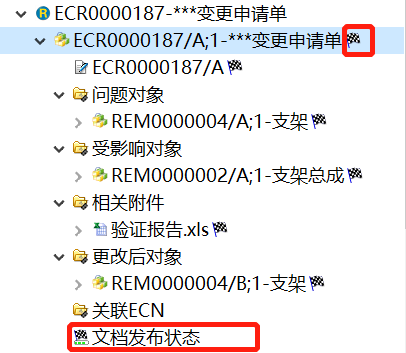 ECR0000187-***变更申请单
ECR0000187/A;1-***变更申请单
ECR0000187/A
问题对象
REM0000004/A;1-支架
受影响对象
REM0000002/A;1-支架总成
相关附件
验证报告.xls
更改后对象
REM0000004/B;1-支架
关联ECN
文档发布状态